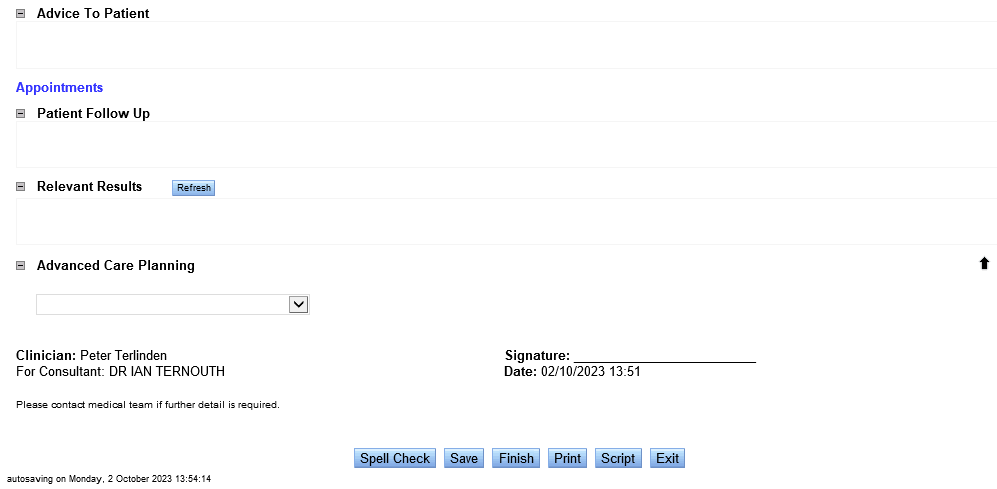 Advice To Patient
Appointments
Patient Follow Up
Relevant Results Refresh
Advanced Care Planning
Clinician: Peter Terlinden Signature: __________________________
For Consultant: DR IAN TERNOUTH Date: 02/10/2023 13:51
Please contact medical team if further detail is required.
Spell Check Save Finish Print Script Exit
autosaving on Monday, 2 October 2023 13:54:14